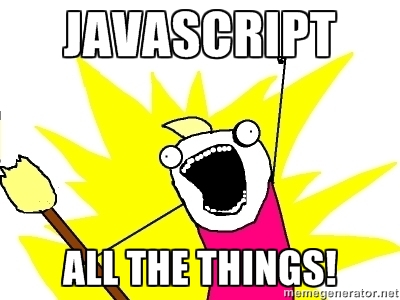 JAVASCRIPT
ALL THE THINGS!
memegenerator.net